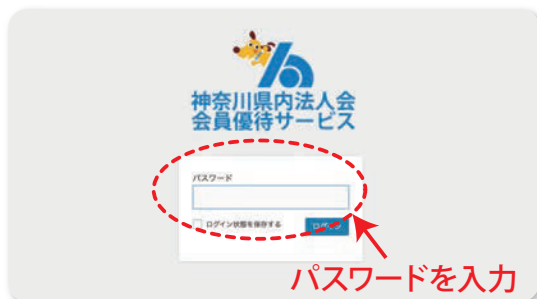 神奈川県内法人会
会員優待サービス
パスワード
ログイン状態を保存する
ログイン
パスワードを入力